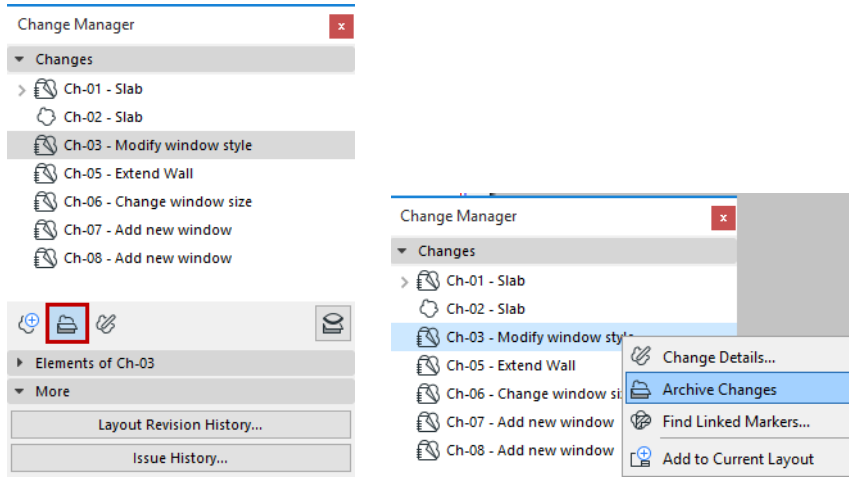 Change Manager
Changes
Ch-01 - Slab
Ch-02 - Slab
Ch-03 - Modify window style
Ch-05 - Extend Wall
Ch-06 - Change window size
Ch-07 - Add new window
Ch-08 - Add new window
Elements of Ch-03
More
Layout Revision History...
Issue History...
Change Manager
Changes
Ch-01 - Slab
Ch-02 - Slab
Ch-03 - Modify window style
Ch-05 - Extend Wall
Ch-06 - Change window si
Ch-07 - Add new window
Ch-08 - Add new window
Change Details...
Archive Changes
Find Linked Markers...
Add to Current Layout